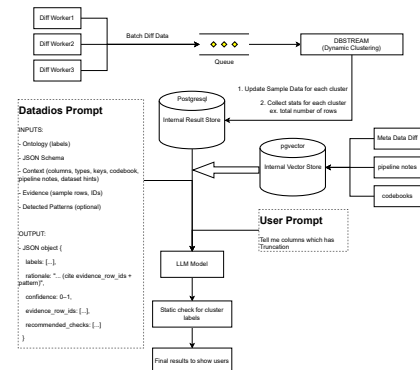 Diff Worker1
Diff Worker2
Diff Worker3
Batch Diff Data
Queue
DBSTREAM
(Dynamic Clustering)
1. Update Sample Data for each cluster
2. Collect stats for each cluster
ex. total number of rows
Postgresql
Internal Result Store
Datadios Prompt
INPUTS:
- Ontology (labels)
- JSON Schema
- Context (columns, types, keys, codebook,
pipeline notes, dataset hints)
- Evidence (sample rows, IDs)
- Detected Patterns (optional)
OUTPUT:
- JSON object {
labels: [...],
rationale: "... (cite evidence_row_ids +
pattern)",
confidence: 0–1,
evidence_row_ids: [...],
recommended_checks: [...]
}
pgvector
Internal Vector Store
Meta Data Diff
pipeline notes
codebooks
User Prompt
Tell me columns which has
Truncation
LLM Model
Static check for cluster
labels
Final results to show users